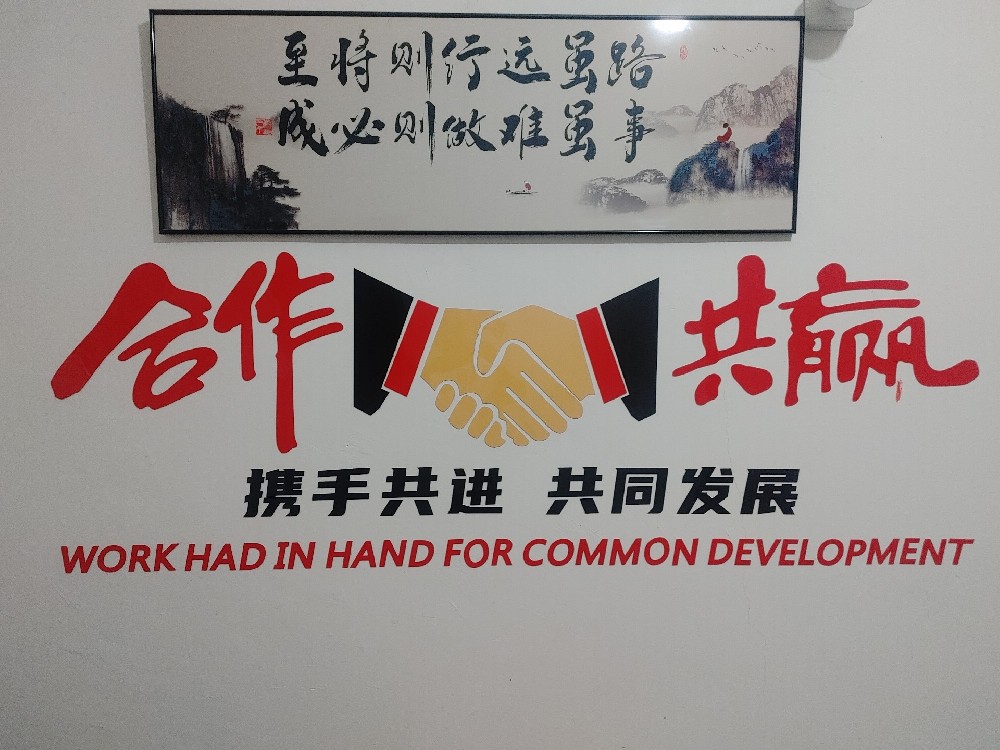 路虽远行则将至
事虽难做则必成
合作 共赢
携手共进 共同发展
WORK HAD IN HAND FOR COMMON DEVELOPMENT